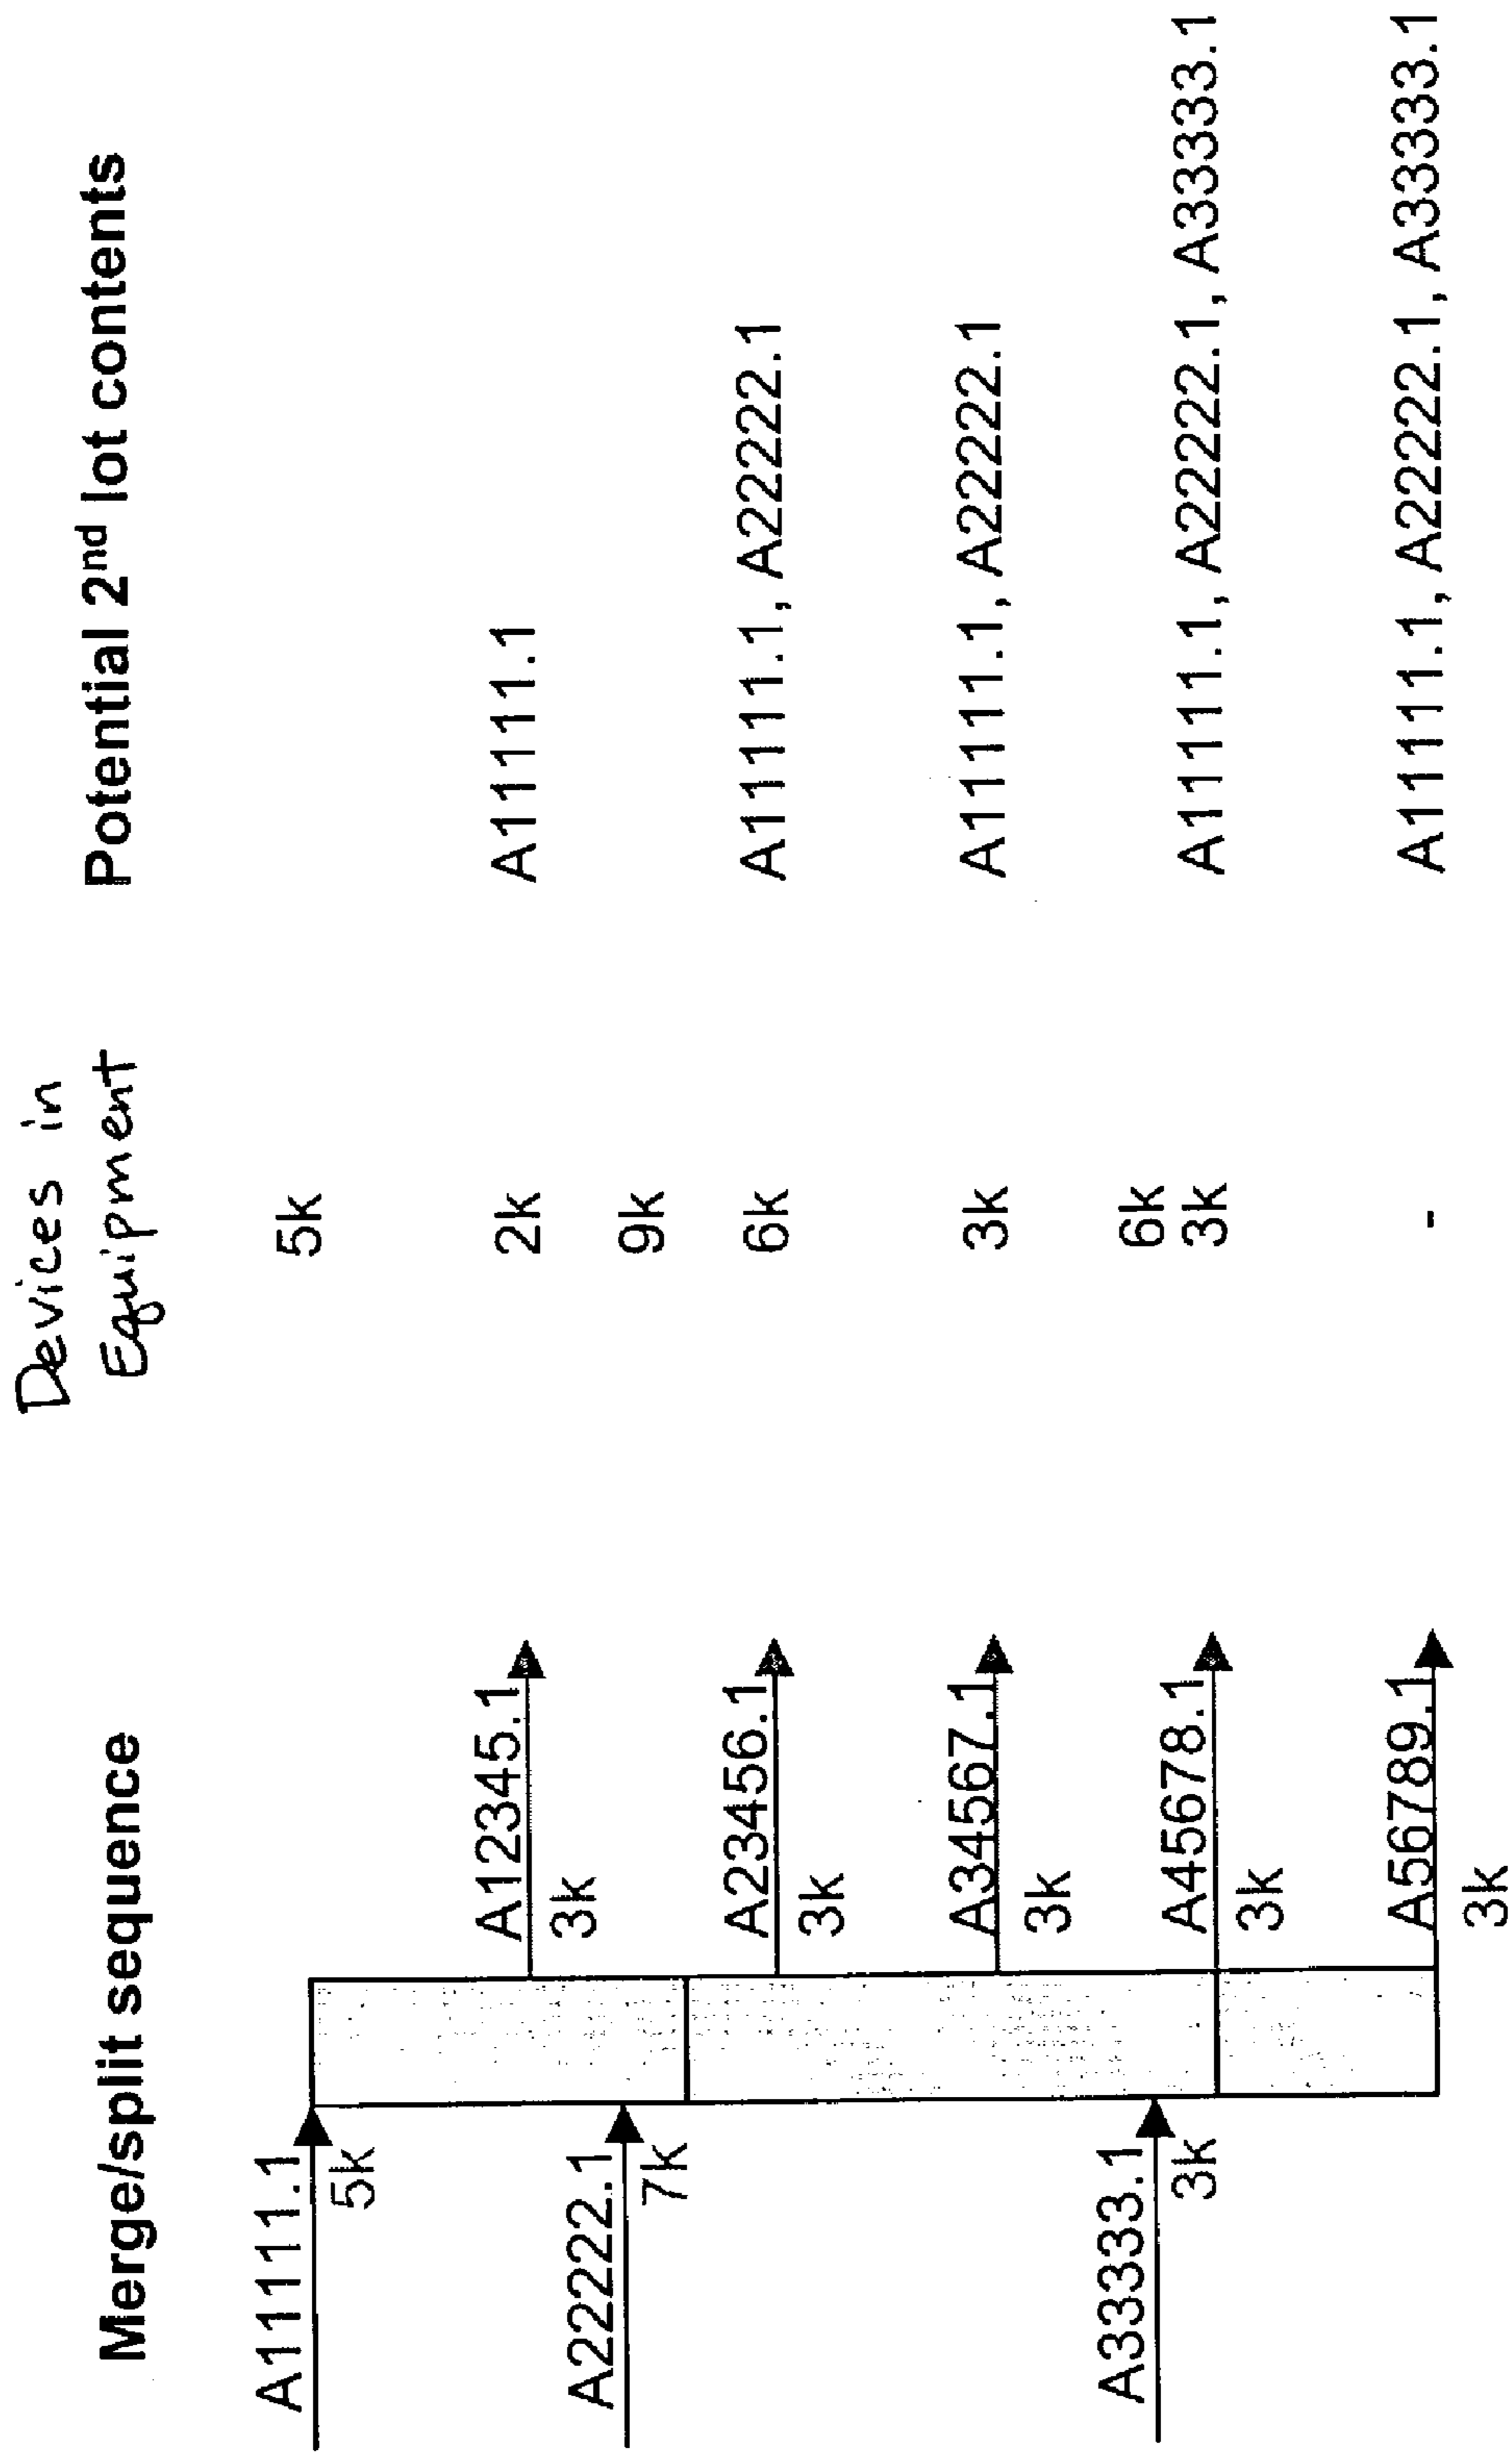 Merge/split sequence
Devices in
Equipment
Potential 2nd lot contents
A11111.1
5k
5k
A12345.1
3k
2k
A11111.1
A22222.1
7k
9k
A23456.1
3k
6k
A11111.1, A22222.1
A34567.1
3k
3k
A11111.1, A22222.1
A33333.1
3k
6k
A45678.1
3k
3k
A11111.1, A22222.1, A3333.1
A56789.1
3k
-
A11111.1, A22222.1, A3333.1